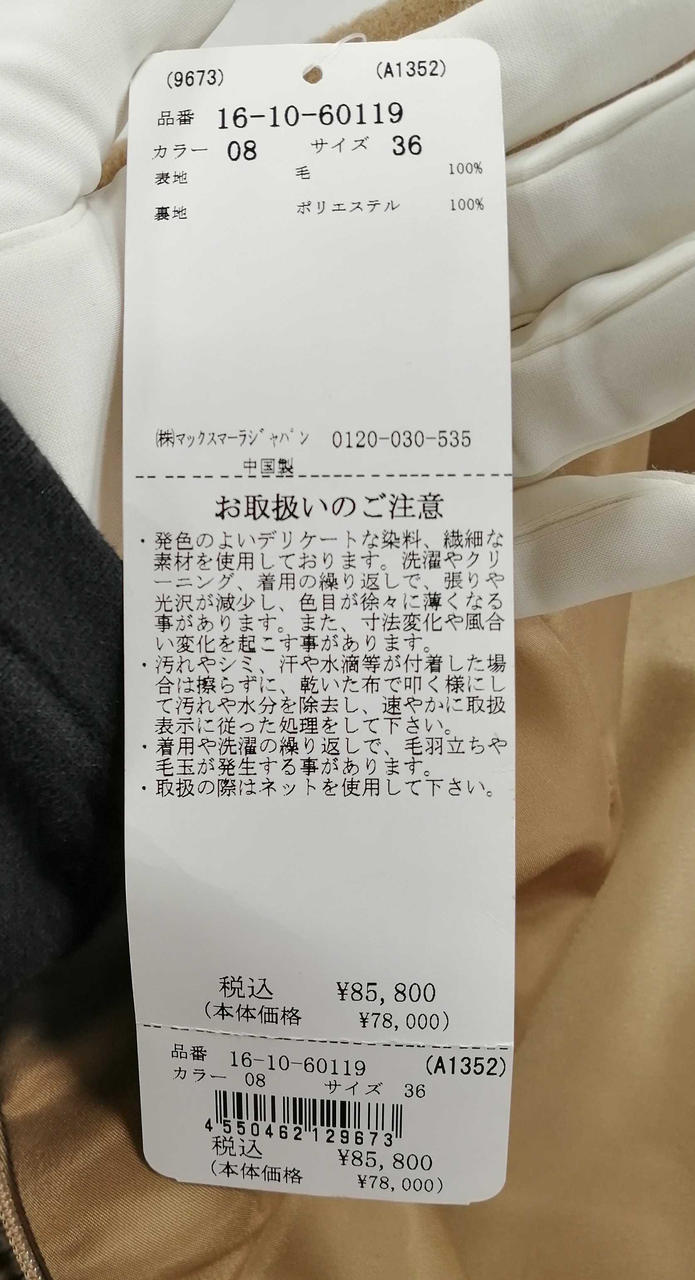 (9673) (A1352)
品番 16-10-60119
カラー 08 サイズ 36
表地 毛 100%
裏地 ポリエステル 100%
㈱マックスマーラジャパン 0120-030-535
中国製
お取扱いのご注意
・発色のよいデリケートな染料、繊細な
素材を使用しております。洗濯やクリ
ーニング、着用の繰り返しで、張りや
光沢が減少し、色目が徐々に薄くなる
事があります。また、寸法変化や風合
い変化を起こす事があります。
・汚れやシミ、汗や水滴等が付着した場
合は擦らずに、乾いた布で叩く様にし
て汚れや水分を除去し、速やかに取扱
表示に従った処理をして下さい。
・着用や洗濯の繰り返しで、毛羽立ちや
毛玉が発生する事があります。
・取扱の際はネットを使用して下さい。
税込 ¥85,800
(本体価格 ¥78,000)
品番 16-10-60119 (A1352)
カラー 08 サイズ 36
4 550462 129673
税込 ¥85,800
(本体価格 ¥78,000)